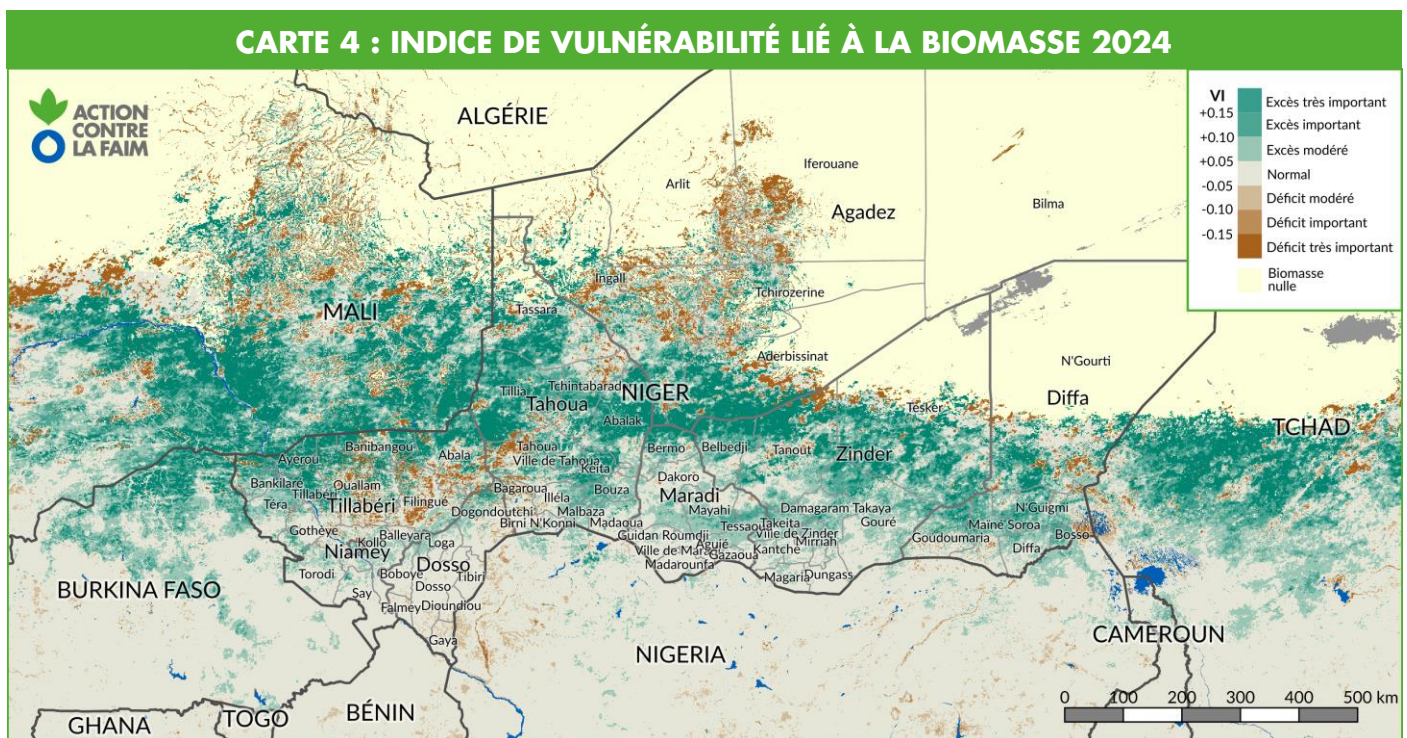 CARTE 4 : INDICE DE VULNÉRABILITÉ LIÉ À LA BIOMASSE 2024
ACTION
CONTRE
LA FAIM
VI
+0.15
+0.10
+0.05
-0.05
-0.10
-0.15
Excès très important
Excès important
Excès modéré
Normal
Déficit modéré
Déficit important
Déficit très important
Biomasse
nulle
ALGÉRIE
Iferouane
Arlit
Agadez
Bilma
Ingall
Tchirozerine
MALI
Tassara
Aderbissinat
N'Gourti
Tchintabarad
NIGER
Tillia
Tahoua
Diffa
Tesker
Abalak
TCHAD
Banibangou
Tahoua
Bermo
Belbedji
Tanout
Zinder
Ayerou
Abala
Ville de Tahoua
Keita
Bankilaré
Ouallam
Dakoro
Tillabéri
Bagaroua
Bouza
Maradi
Téra
Tillabéri
Filingué
Illéla
Mayahi
Damagaram Takaya
N'Guigmi
Dogondoutchi
Malbaza
Gouré
Birni N'Konni
Madaoua
Tessaoua
Takeita
Mainé Soroa
Gothèye
Balleyara
Guidan Roumdji
Ville de Zinder
Goudoumaria
Bosso
Kollo
Loga
Aguié
Mirriah
Niamey
Ville de Maradi
Gazaoua
Kantché
Diffa
Dosso
Madarounfa
Torodi
Boboye
Tibiri
Magaria
Dungass
BURKINA FASO
Dosso
Say
Falmey
Dioundiou
Gaya
NIGERIA
CAMEROUN
0 100 200 300 400 500 km
GHANA
TOGO
BÉNIN